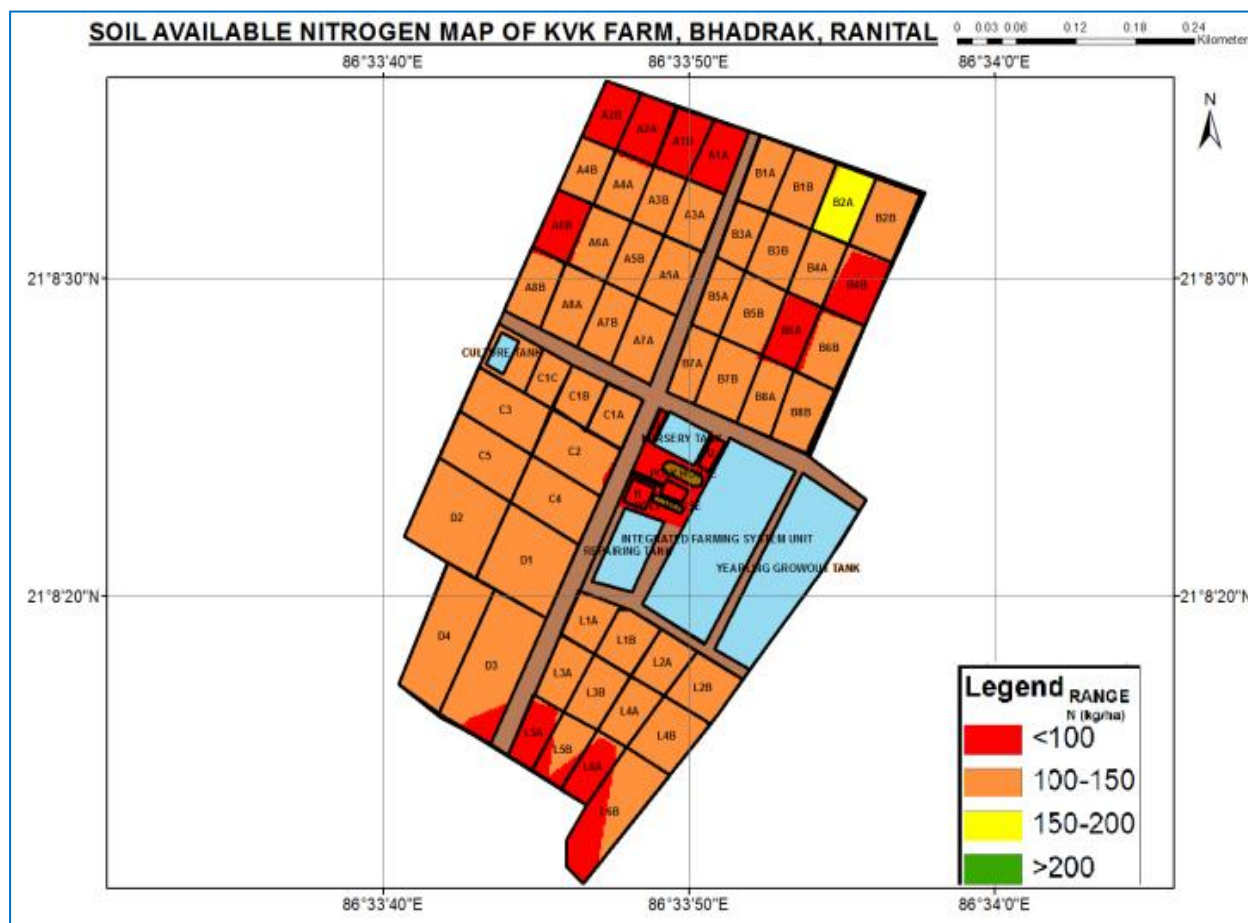 SOIL AVAILABLE NITROGEN MAP OF KVK FARM, BHADRAK, RANITAL
0 0.03 0.06 0.12 0.18 0.24
Kilometer
86°33'40" 86°33'50" 86°34'0"
N
A2B A2A A1B A1A
B1A B1B B2A B2B
A4B A4A A3B A3A
B3A B3B B4A B4B
A6B A6A A5B A5A
21°8'30"N 21°8'30"N
B5A B5B B6A B6B
A8B A8A A7B A7A
B7A B7B B8A B8B
CULTURE TANK
C1C C1B C1A
C3 C2
NURSERY TANK
C5 C4
D2 D1
INTEGRATED FARMING SYSTEM UNIT
REPAIRING TANK
YEARLING GROWOUT TANK
21°8'20"N 21°8'20"N
L1A L1B L2A L2B
D4 D3
L3A L3B L4A L4B
L5A L5B L6A L6B
Legend RANGE
N (kg/ha)
<100
100-150
150-200
>200
86°33'40" 86°33'50" 86°34'0"